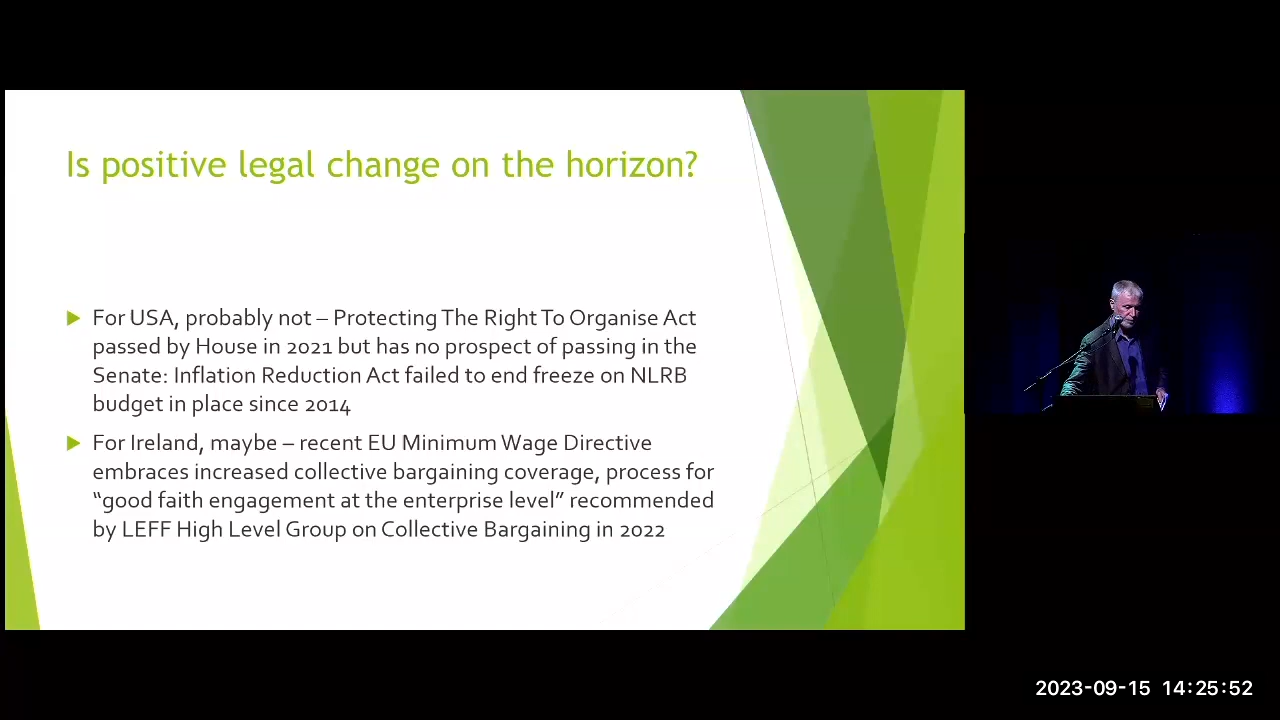 Is positive legal change on the horizon?
For USA, probably not – Protecting The Right To Organise Act
passed by House in 2021 but has no prospect of passing in the
Senate: Inflation Reduction Act failed to end freeze on NLRB
budget in place since 2014
For Ireland, maybe – recent EU Minimum Wage Directive
embraces increased collective bargaining coverage, process for
“good faith engagement at the enterprise level” recommended
by LEFF High Level Group on Collective Bargaining in 2022
2023-09-15 14:25:52